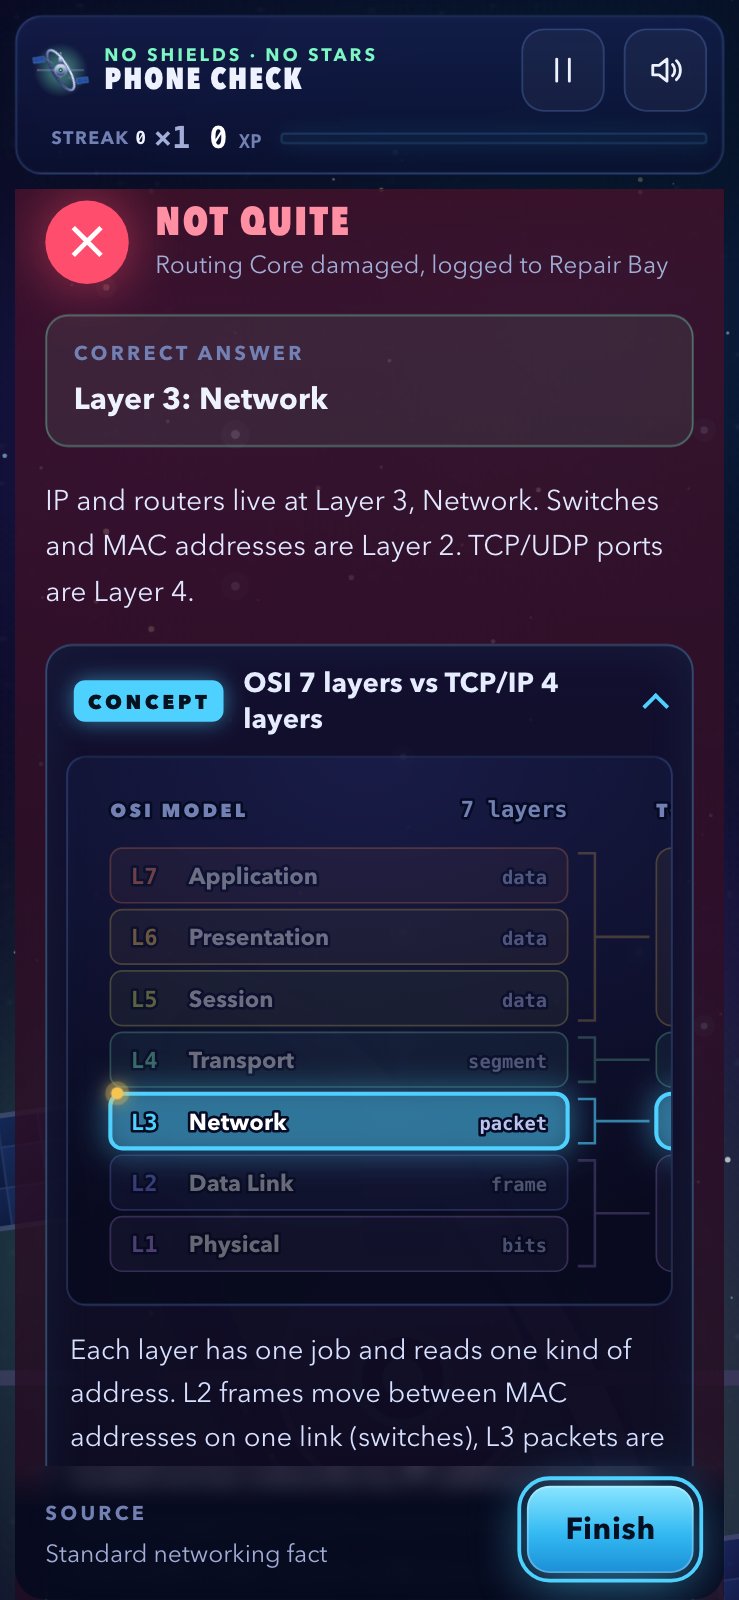 NO SHIELDS · NO STARS
PHONE CHECK
STREAK 0 ×1 0 XP
NOT QUITE
Routing Core damaged, logged to Repair Bay
CORRECT ANSWER
Layer 3: Network
IP and routers live at Layer 3, Network. Switches
and MAC addresses are Layer 2. TCP/UDP ports
are Layer 4.
CONCEPT
OSI 7 layers vs TCP/IP 4
layers
OSI MODEL 7 layers
L7 Application data
L6 Presentation data
L5 Session data
L4 Transport segment
L3 Network packet
L2 Data Link frame
L1 Physical bits
Each layer has one job and reads one kind of
address. L2 frames move between MAC
addresses on one link (switches), L3 packets are
SOURCE
Standard networking fact
Finish